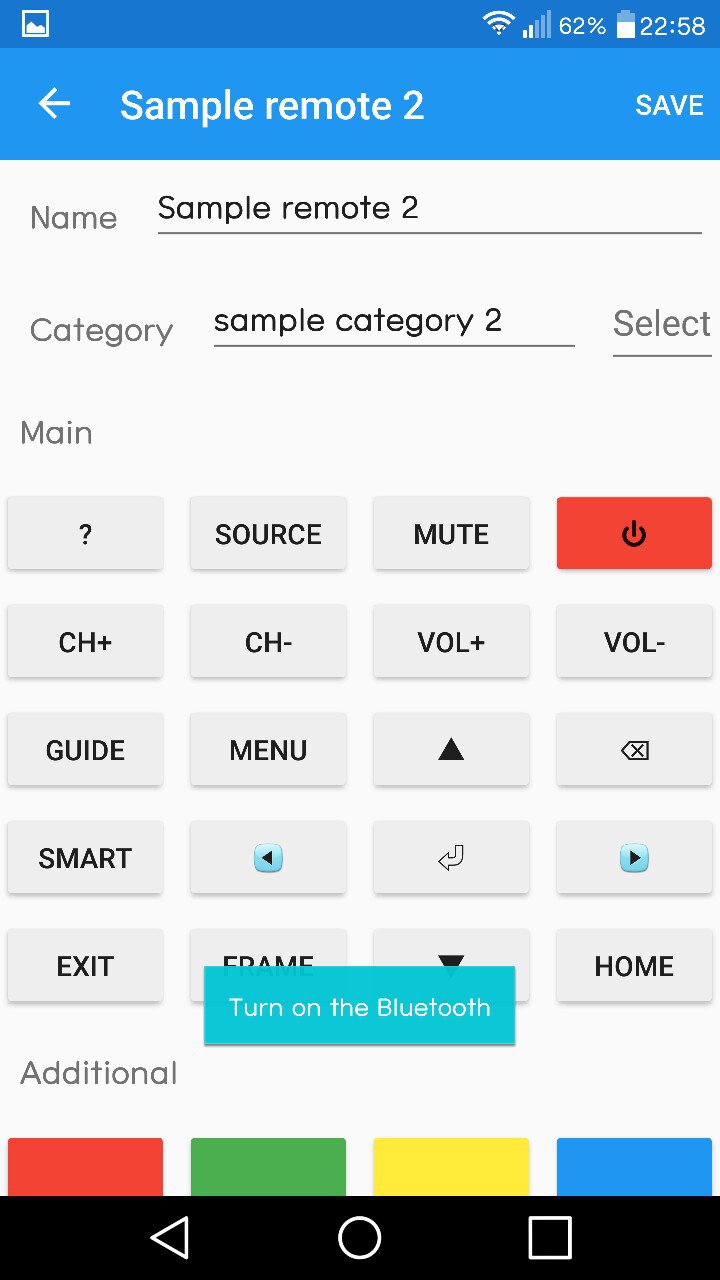 62% 22:58
Sample remote 2 SAVE
Name Sample remote 2
Category sample category 2 Select
Main
? SOURCE MUTE
CH+ CH- VOL+ VOL-
GUIDE MENU
SMART
EXIT FRAME HOME
Turn on the Bluetooth
Additional